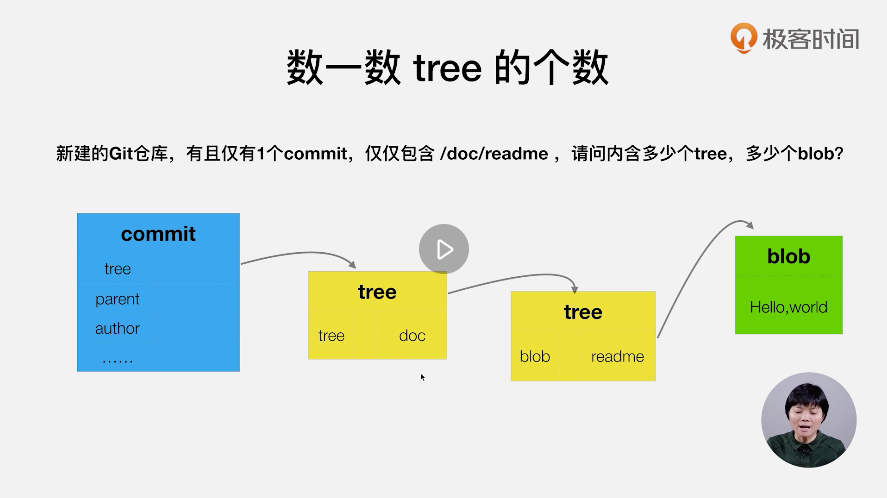 极客时间
数一数 tree 的个数
新建的Git仓库，有且仅有1个commit，仅仅包含 /doc/readme ，请问内含多少个tree，多少个blob？
commit
tree
parent
author
……
tree
tree doc
tree
blob readme
blob
Hello,world